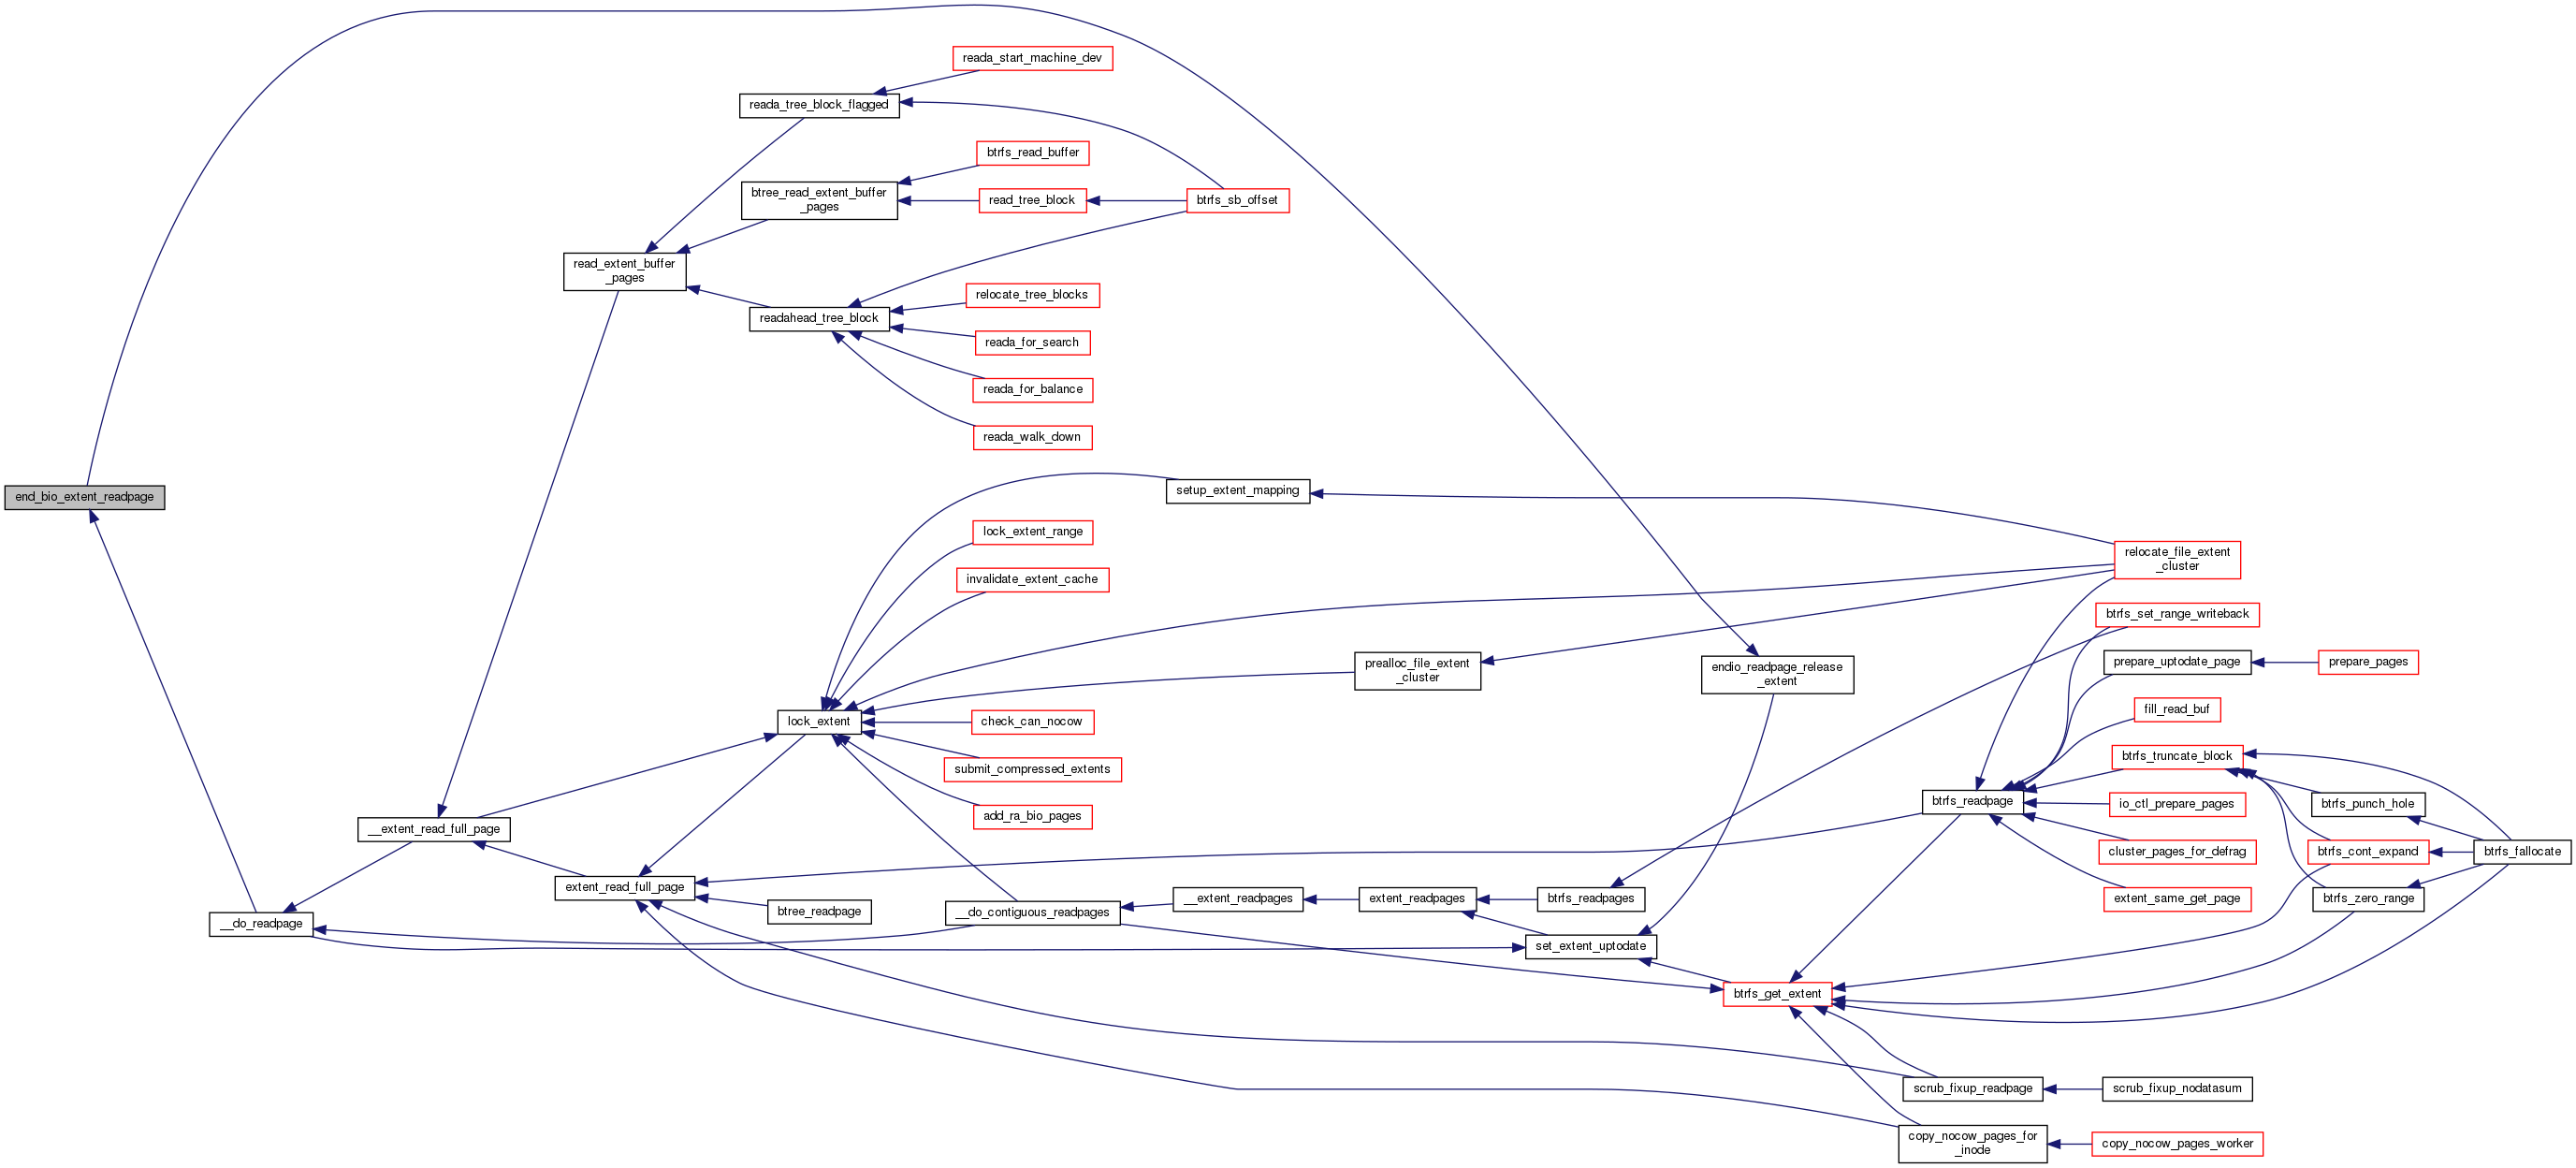 reada_start_machine_dev
reada_tree_block_flagged
btrfs_read_buffer
btree_read_extent_buffer
_pages
read_tree_block
btrfs_sb_offset
read_extent_buffer
_pages
relocate_tree_blocks
readahead_tree_block
reada_for_search
reada_for_balance
reada_walk_down
end_bio_extent_readpage
setup_extent_mapping
lock_extent_range
relocate_file_extent
_cluster
invalidate_extent_cache
btrfs_set_range_writeback
prealloc_file_extent
_cluster
endio_readpage_release
_extent
prepare_uptodate_page
prepare_pages
fill_read_buf
lock_extent
check_can_nocow
btrfs_truncate_block
submit_compressed_extents
btrfs_readpage
io_ctl_prepare_pages
btrfs_punch_hole
add_ra_bio_pages
__extent_read_full_page
cluster_pages_for_defrag
btrfs_cont_expand
btrfs_fallocate
extent_read_full_page
btree_readpage
__do_contiguous_readpages
__extent_readpages
extent_readpages
btrfs_readpages
extent_same_get_page
btrfs_zero_range
__do_readpage
set_extent_uptodate
btrfs_get_extent
scrub_fixup_readpage
scrub_fixup_nodatasum
copy_nocow_pages_for
_inode
copy_nocow_pages_worker